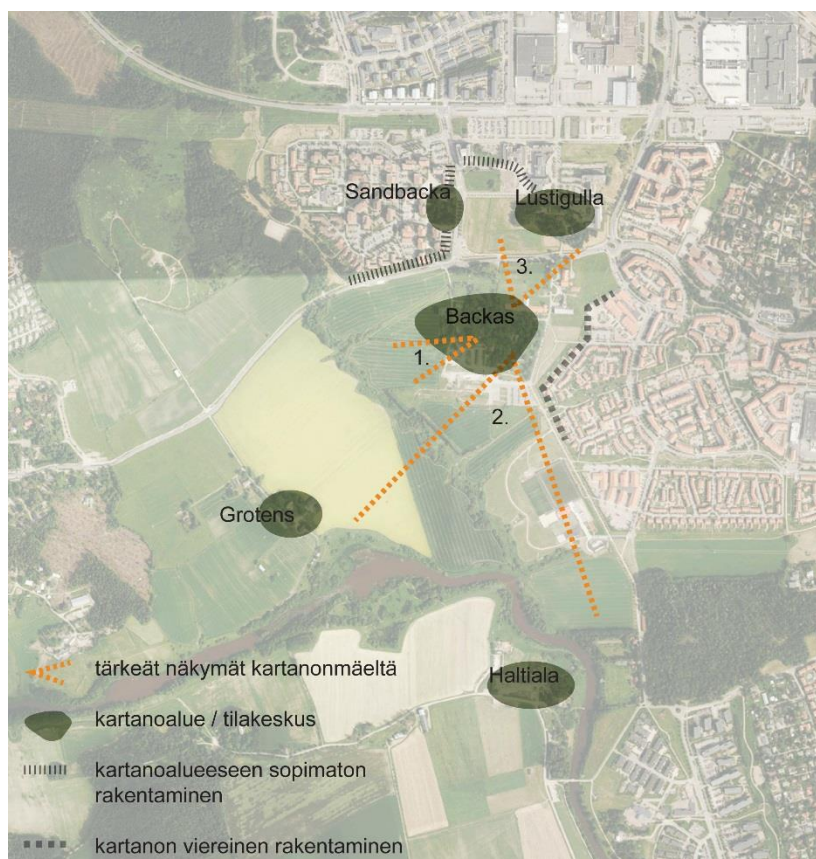 Sandbacka
Lustigulla
3.
Backas
1.
2.
Grotens
Haltiala
tärkeät näkymät kartanonmäeltä
kartanoalue / tilakeskus
kartanoalueeseen sopimaton
rakentaminen
kartanon viereinen rakentaminen